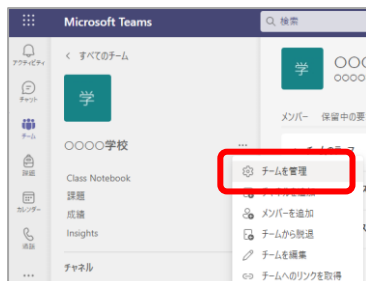 Microsoft Teams
検索
アクティビティ
チャット
チーム
課題
カレンダー
通話
…
< すべてのチーム
学
〇〇〇〇学校
…
Class Notebook
課題
成績
Insights
チャネル
学
〇〇〇
〇〇〇〇
メンバー 保留中の要
チームを管理
メンバーを追加
チームから脱退
チームを編集
チームへのリンクを取得